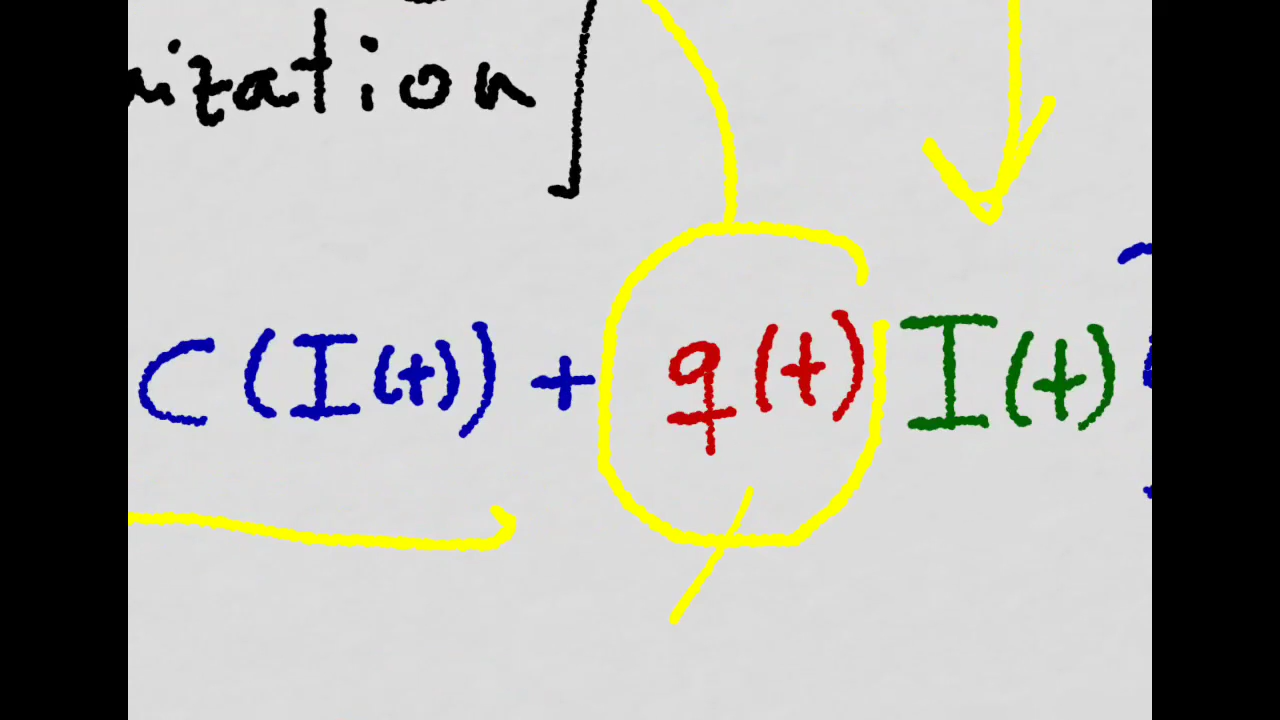 ization]
C(I(t)) + q(t) I(t)